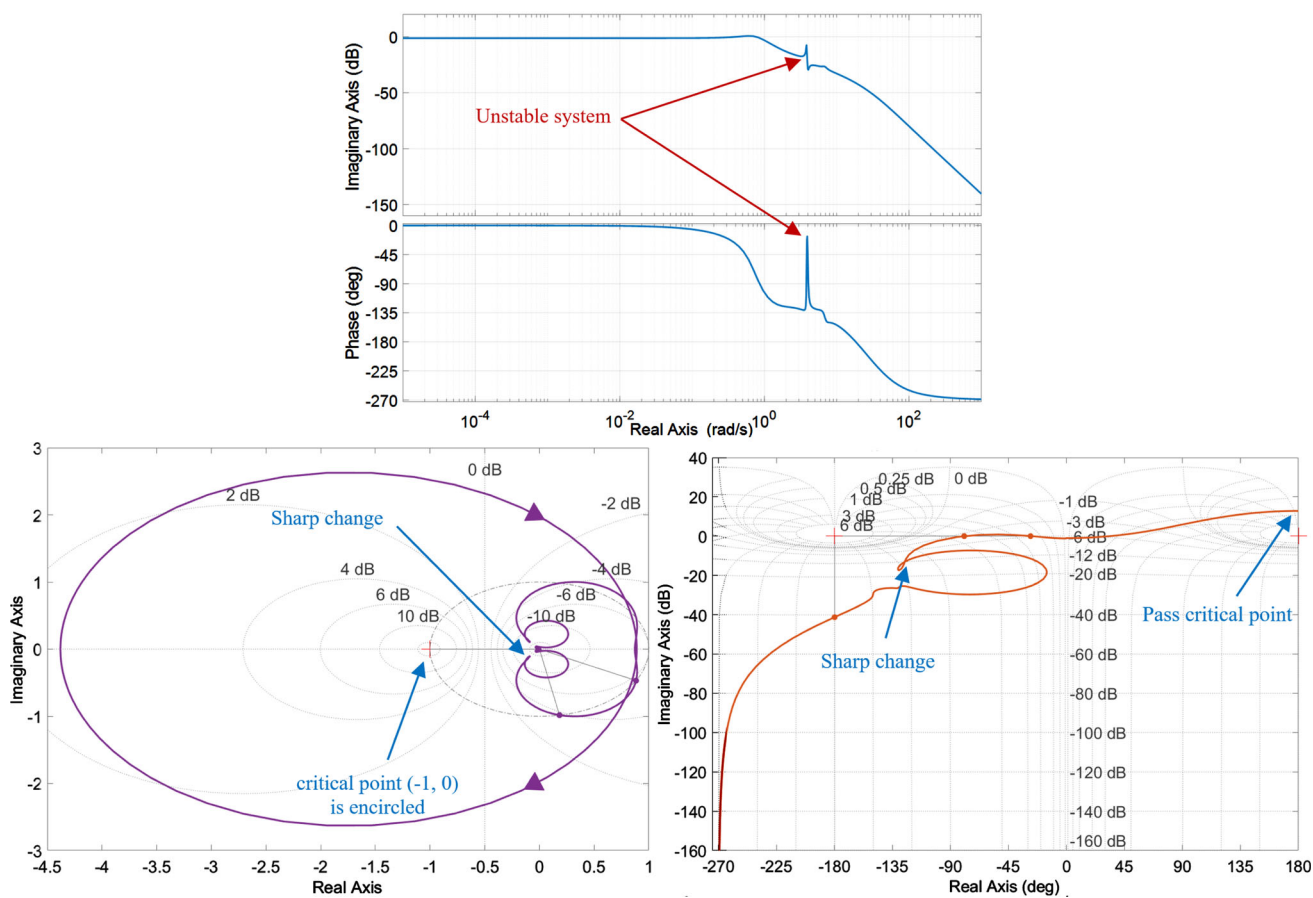 0
-50
-100
-150
Imaginary Axis (dB)
Unstable system
0
-45
-90
-135
-180
-225
-270
Phase (deg)
10-4
10-2
100
102
Real Axis (rad/s)
3
2
1
0
-1
-2
-3
Imaginary Axis
0 dB
2 dB
-2 dB
Sharp change
4 dB
-4 dB
6 dB
-6 dB
10 dB
-10 dB
critical point (-1, 0)
is encircled
-4.5
-4
-3.5
-3
-2.5
-2
-1.5
-1
-0.5
0
0.5
1
Real Axis
40
20
0
-20
-40
-60
-80
-100
-120
-140
-160
Imaginary Axis (dB)
0.25 dB
0 dB
0.5 dB
1 dB
-1 dB
3 dB
-3 dB
6 dB
-6 dB
-12 dB
-20 dB
Pass critical point
-40 dB
Sharp change
-60 dB
-80 dB
-100 dB
-120 dB
-140 dB
-160 dB
-270
-225
-180
-135
-90
-45
0
45
90
135
180
Real Axis (deg)